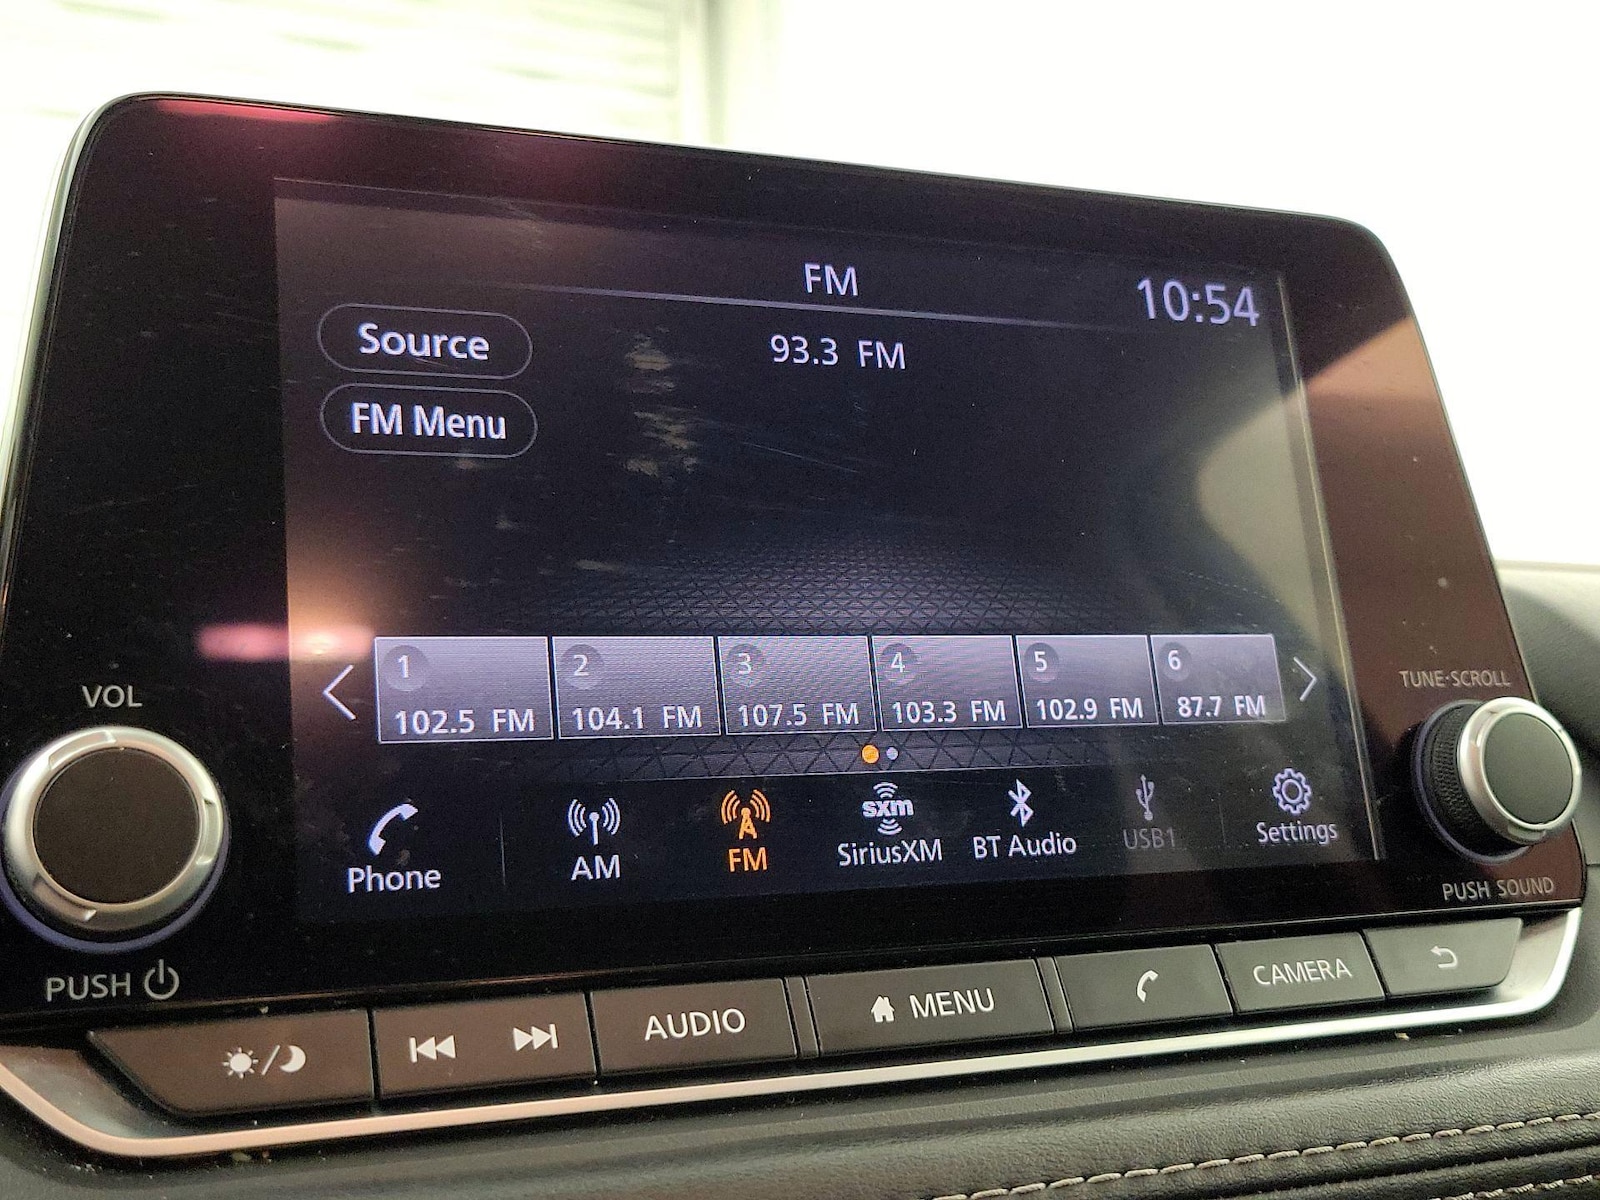 FM
10:54
Source
93.3 FM
FM Menu
1 2 3 4 5 6
102.5 FM 104.1 FM 107.5 FM 103.3 FM 102.9 FM 87.7 FM
VOL
TUNE·SCROLL
sxm
Phone AM FM SiriusXM BT Audio USB1 Settings
PUSH SOUND
PUSH
AUDIO MENU CAMERA